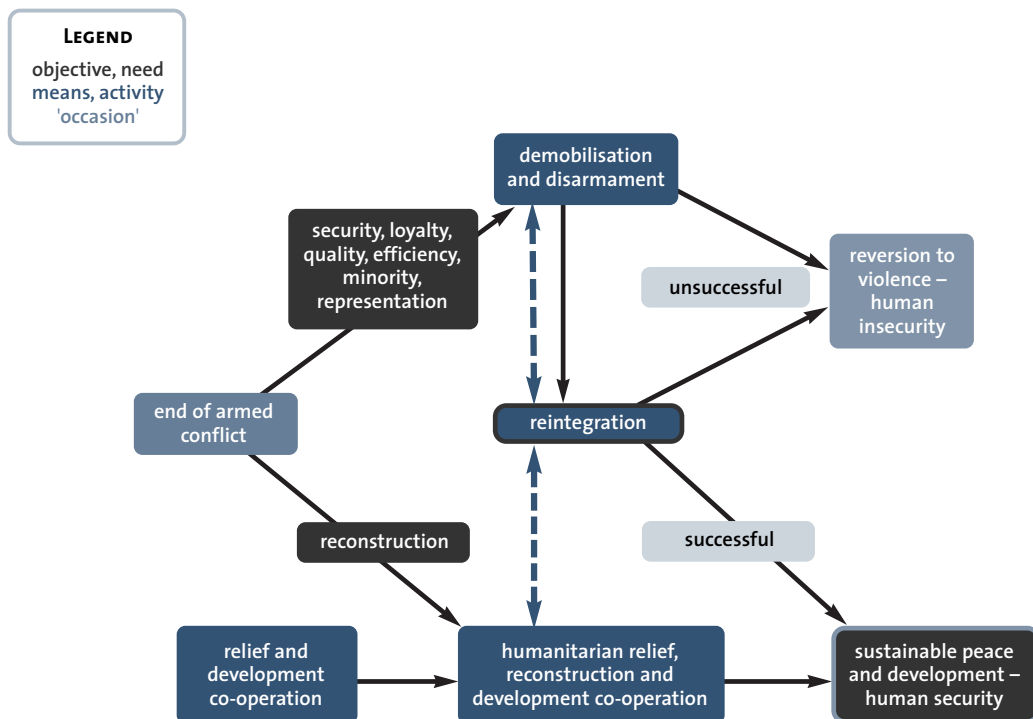 LEGEND
objective, need
means, activity
'occasion'
demobilisation
and disarmament
security, loyalty,
quality, efficiency,
minority,
representation
reversion to
violence –
human
insecurity
unsuccessful
end of armed
conflict
reintegration
reconstruction
successful
relief and
development
co-operation
humanitarian relief,
reconstruction and
development co-operation
sustainable peace
and development –
human security